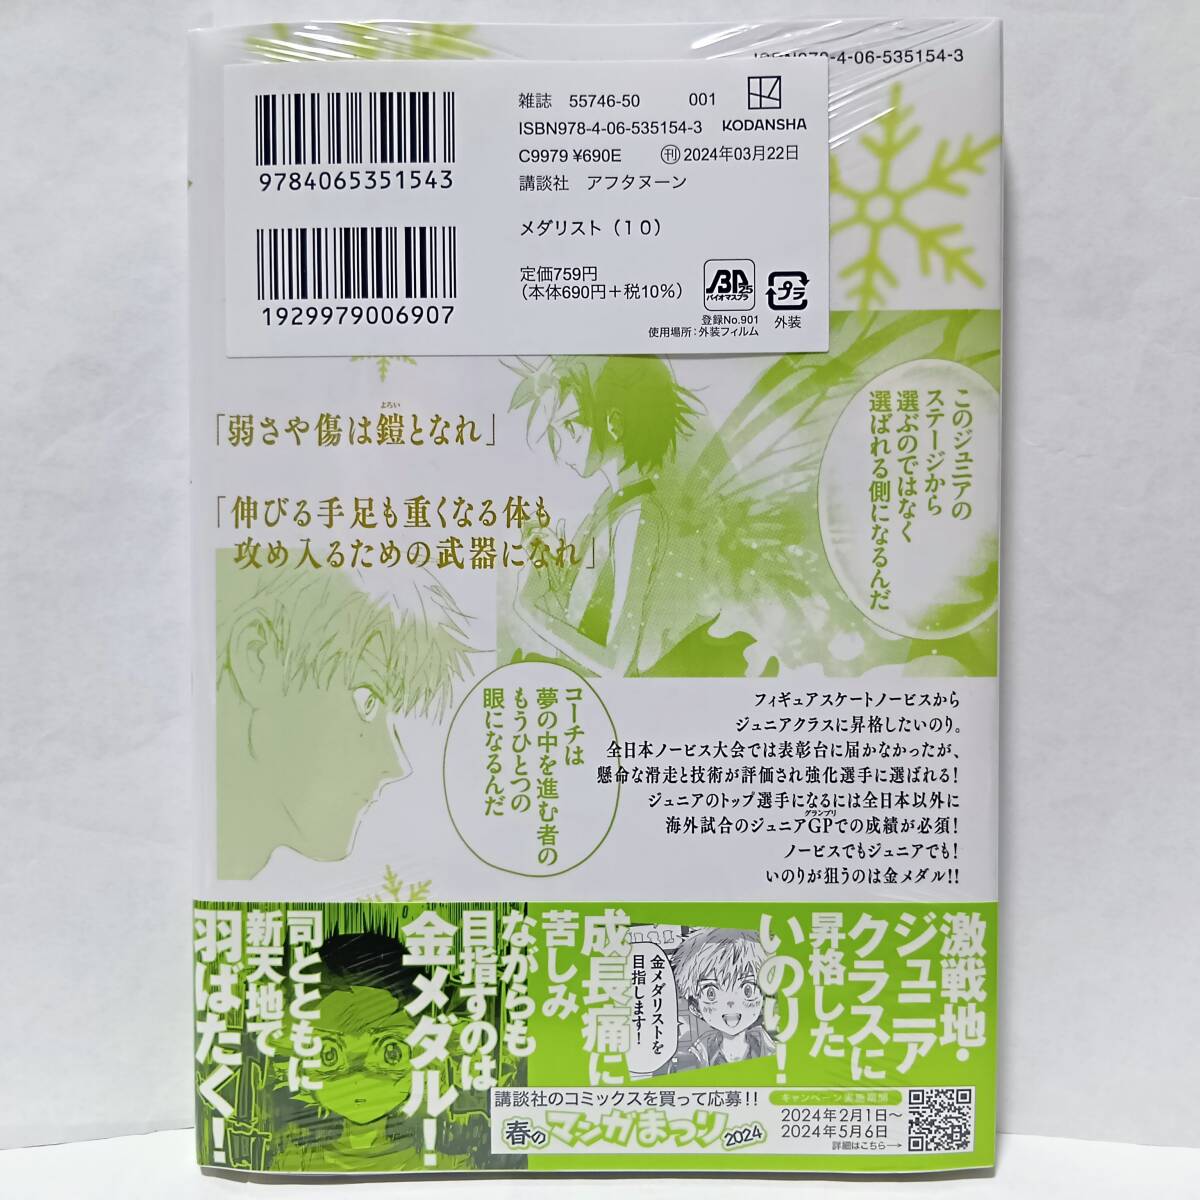 ISBN978-4-06-535154-3
9784065351543
1929979006907
雑誌 55746-50 001
ISBN978-4-06-535154-3
KODANSHA
C9979 ¥690E ㊞2024年03月22日
講談社 アフタヌーン
メダリスト(10)
定価759円
(本体690円+税10%)
バイオマスプラ
25
登録No.901
使用場所:外装フィルム
プラ
外装
「弱さや傷は鎧となれ」
よろい
「伸びる手足も重くなる体も
攻め入るための武器になれ」
このジュニアの
ステージから
選ぶのではなく
選ばれる側になるんだ
コーチは
夢の中を進む者の
もうひとつの
眼になるんだ
フィギュアスケートノービスから
ジュニアクラスに昇格したいのり。
全日本ノービス大会では表彰台に届かなかったが、
懸命な滑走と技術が評価され強化選手に選ばれる!
ジュニアのトップ選手になるには全日本以外に
海外試合のジュニアGPでの成績が必須!
グランプリ
ノービスでもジュニアでも!
いのりが狙うのは金メダル!!
激戦地・
ジュニア
クラスに
昇格した
いのり!
金メダリストを
目指します!
成長痛に
苦しみ
ながらも
目指すのは
金メダル!
司とともに
新天地で
羽ばたく!
講談社のコミックスを買って応募!!
春のマンガまつり2024
キャンペーン実施期間
2024年2月1日〜
2024年5月6日
詳細はこちら→